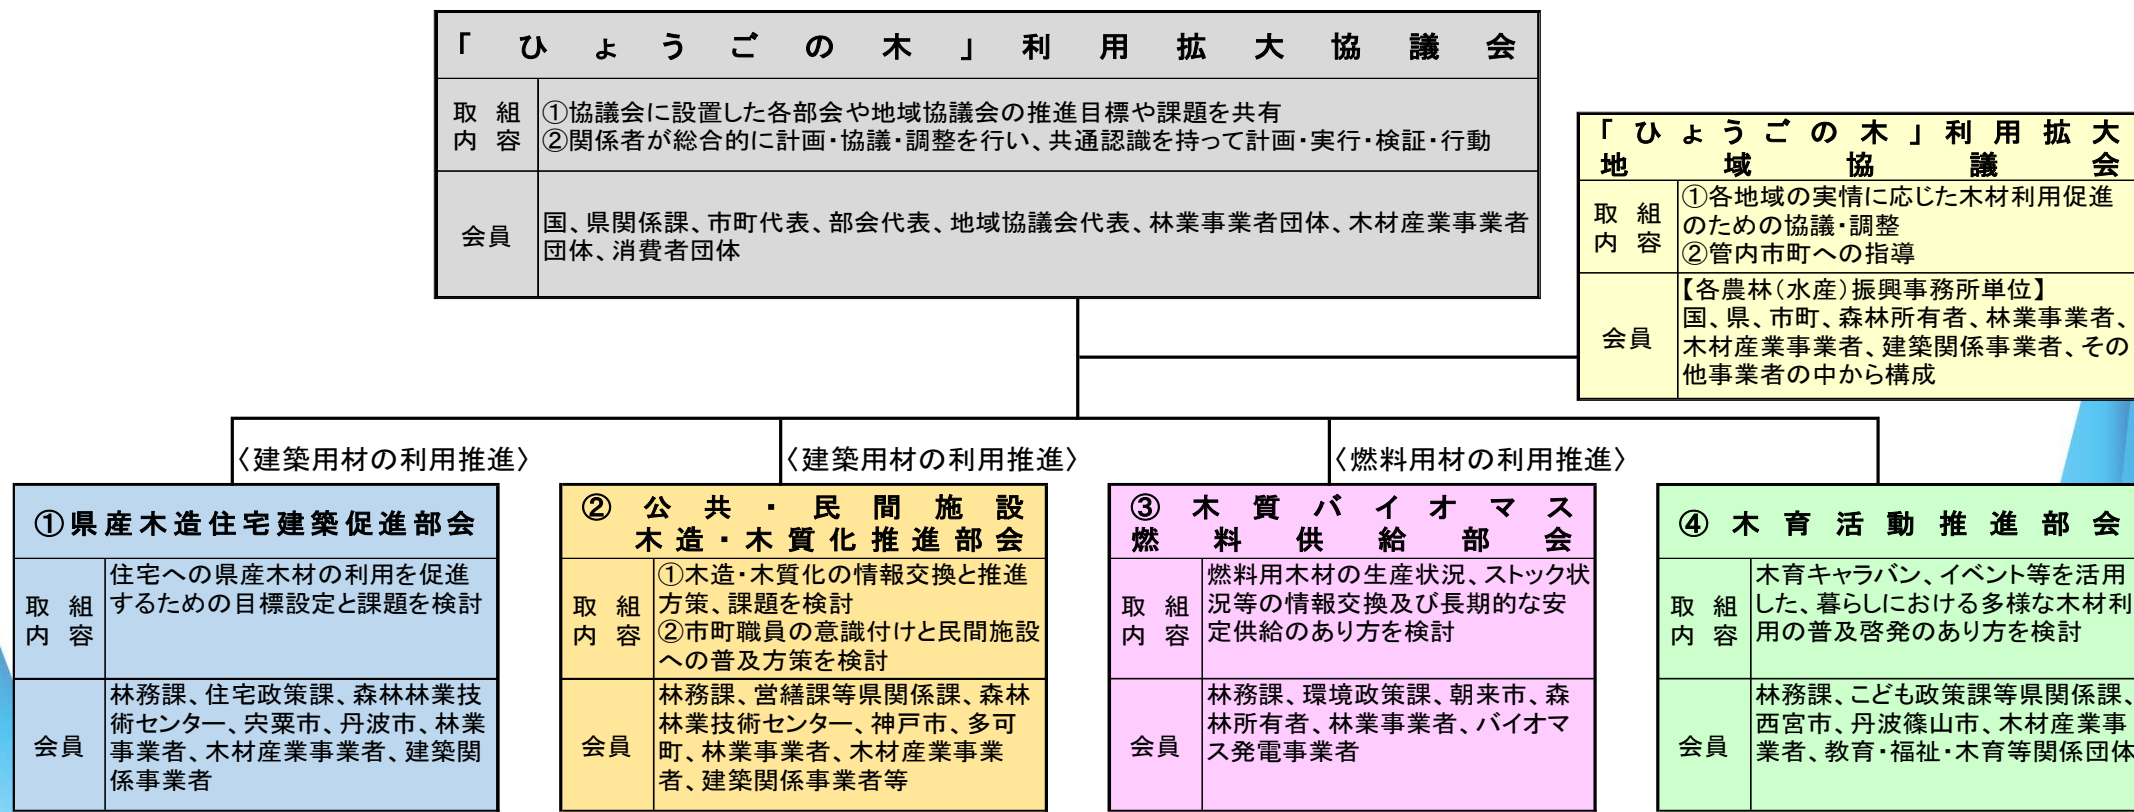 「ひょうごの木」利用拡大協議会
取組
内容
①協議会に設置した各部会や地域協議会の推進目標や課題を共有
②関係者が総合的に計画・協議・調整を行い、共通認識を持って計画・実行・検証・行動
会員
国、県関係課、市町代表、部会代表、地域協議会代表、林業事業者団体、木材産業事業者
団体、消費者団体
「ひょうごの木」利用拡大
地域協議会
取組
内容
①各地域の実情に応じた木材利用促進
のための協議・調整
②管内市町への指導
会員
【各農林(水産)振興事務所単位】
国、県、市町、森林所有者、林業事業者、
木材産業事業者、建築関係事業者、その
他事業者の中から構成
〈建築用材の利用推進〉
①県産木造住宅建築促進部会
取組
内容
住宅への県産木材の利用を促進
するための目標設定と課題を検討
会員
林務課、住宅政策課、森林林業技
術センター、宍粟市、丹波市、林業
事業者、木材産業事業者、建築関
係事業者
〈建築用材の利用推進〉
②公共・民間施設
木造・木質化推進部会
取組
内容
①木造・木質化の情報交換と推進
方策、課題を検討
②市町職員の意識付けと民間施設
への普及方策を検討
会員
林務課、営繕課等県関係課、森林
林業技術センター、神戸市、多可
町、林業事業者、木材産業事業
者、建築関係事業者等
〈燃料用材の利用推進〉
③木質バイオマス
燃料供給部会
取組
内容
燃料用木材の生産状況、ストック状
況等の情報交換及び長期的な安
定供給のあり方を検討
会員
林務課、環境政策課、朝来市、森
林所有者、林業事業者、バイオマ
ス発電事業者
④木育活動推進部会
取組
内容
木育キャラバン、イベント等を活用
した、暮らしにおける多様な木材利
用の普及啓発のあり方を検討
会員
林務課、こども政策課等県関係課、
西宮市、丹波篠山市、木材産業事
業者、教育・福祉・木育等関係団体